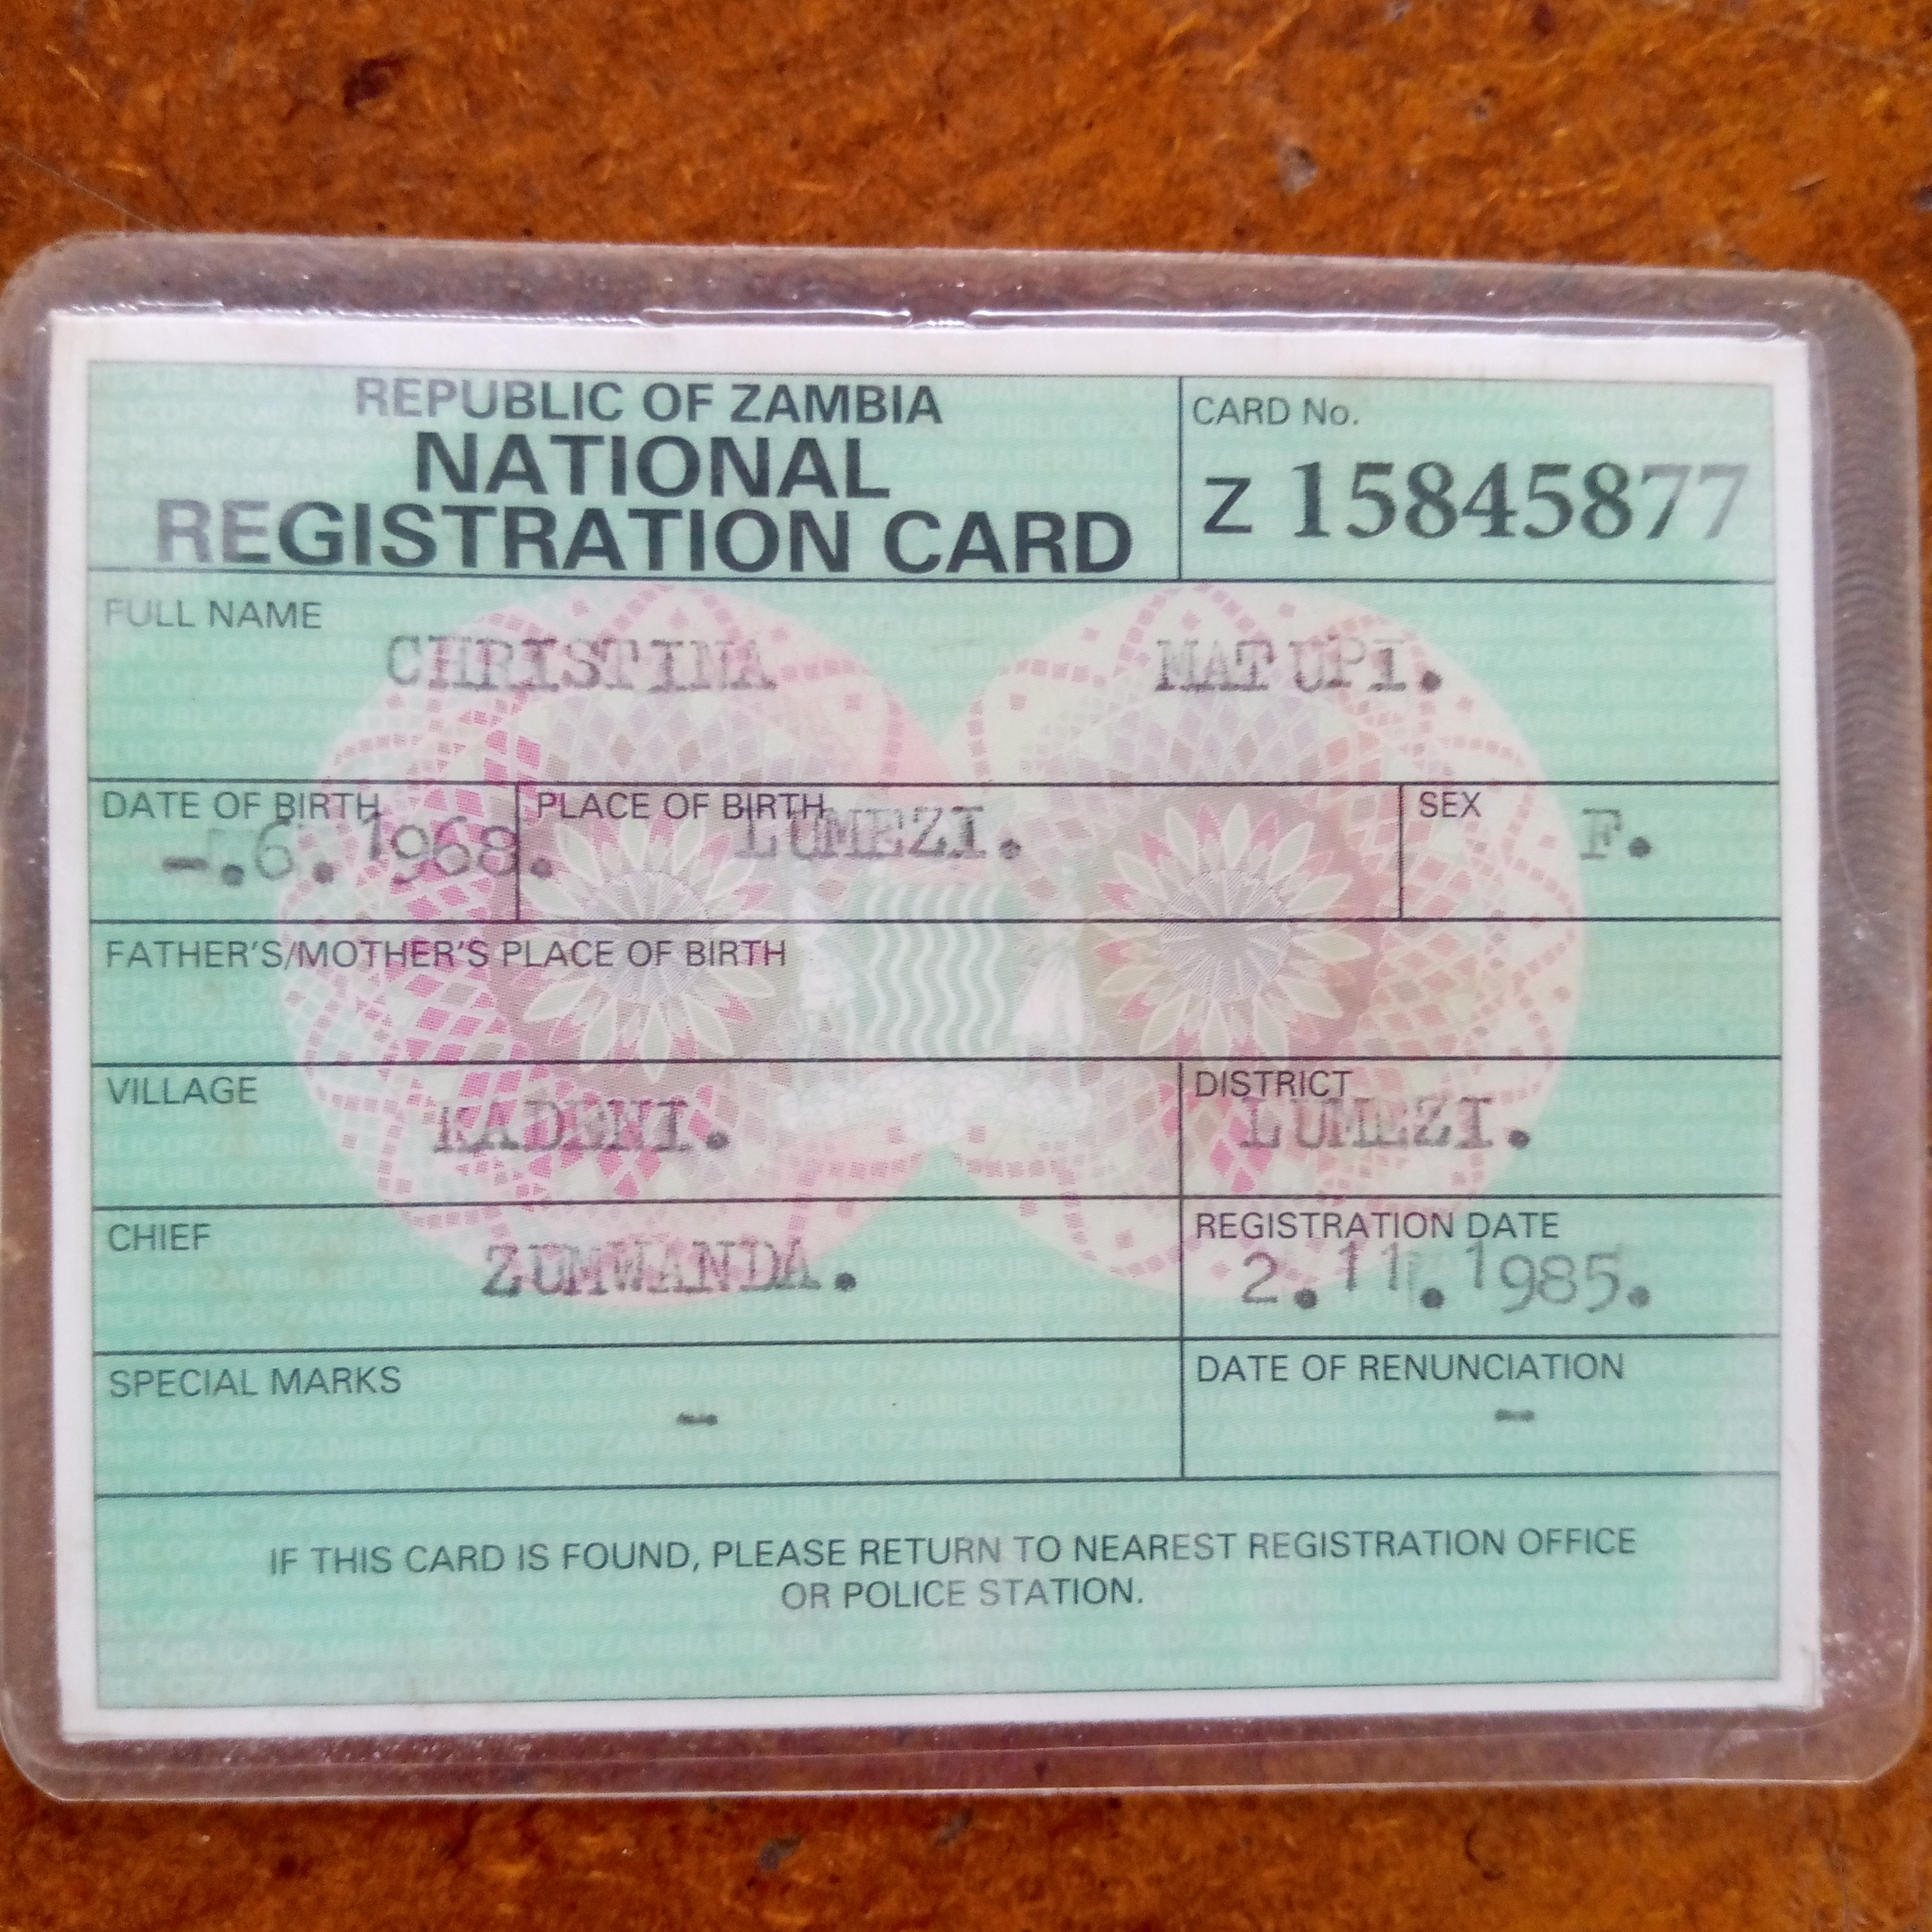 REPUBLIC OF ZAMBIA
NATIONAL
REGISTRATION CARD
CARD No.
Z 15845877
FULL NAME
CHRISTINA MATUPI.
DATE OF BIRTH
-.6.1968.
PLACE OF BIRTH
LUMEZI.
SEX
F.
FATHER'S/MOTHER'S PLACE OF BIRTH
VILLAGE
DISTRICT
LUMEZI.
CHIEF
ZUMWANDA.
REGISTRATION DATE
2.11.1985.
SPECIAL MARKS
-
DATE OF RENUNCIATION
-
IF THIS CARD IS FOUND, PLEASE RETURN TO NEAREST REGISTRATION OFFICE
OR POLICE STATION.